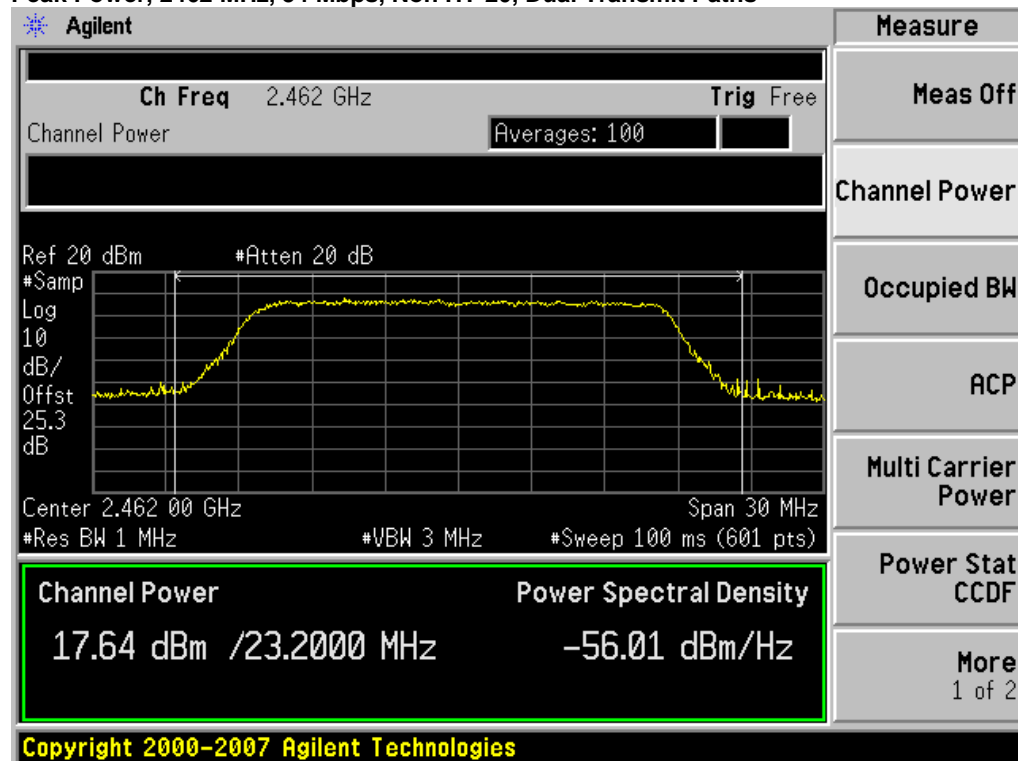 Peak Power, 2462 MHz, 54 Mbps, Non HT-20, Dual Transmit Paths
Agilent
Measure
Ch Freq 2.462 GHz Trig Free
Channel Power Averages: 100
Ref 20 dBm #Atten 20 dB
#Samp
Log
10
dB/
Offst
25.3
dB
Center 2.462 00 GHz Span 30 MHz
#Res BW 1 MHz #VBW 3 MHz #Sweep 100 ms (601 pts)
Channel Power Power Spectral Density
17.64 dBm /23.2000 MHz -56.01 dBm/Hz
Copyright 2000-2007 Agilent Technologies
Meas Off
Channel Power
Occupied BW
ACP
Multi Carrier
Power
Power Stat
CCDF
More
1 of 2